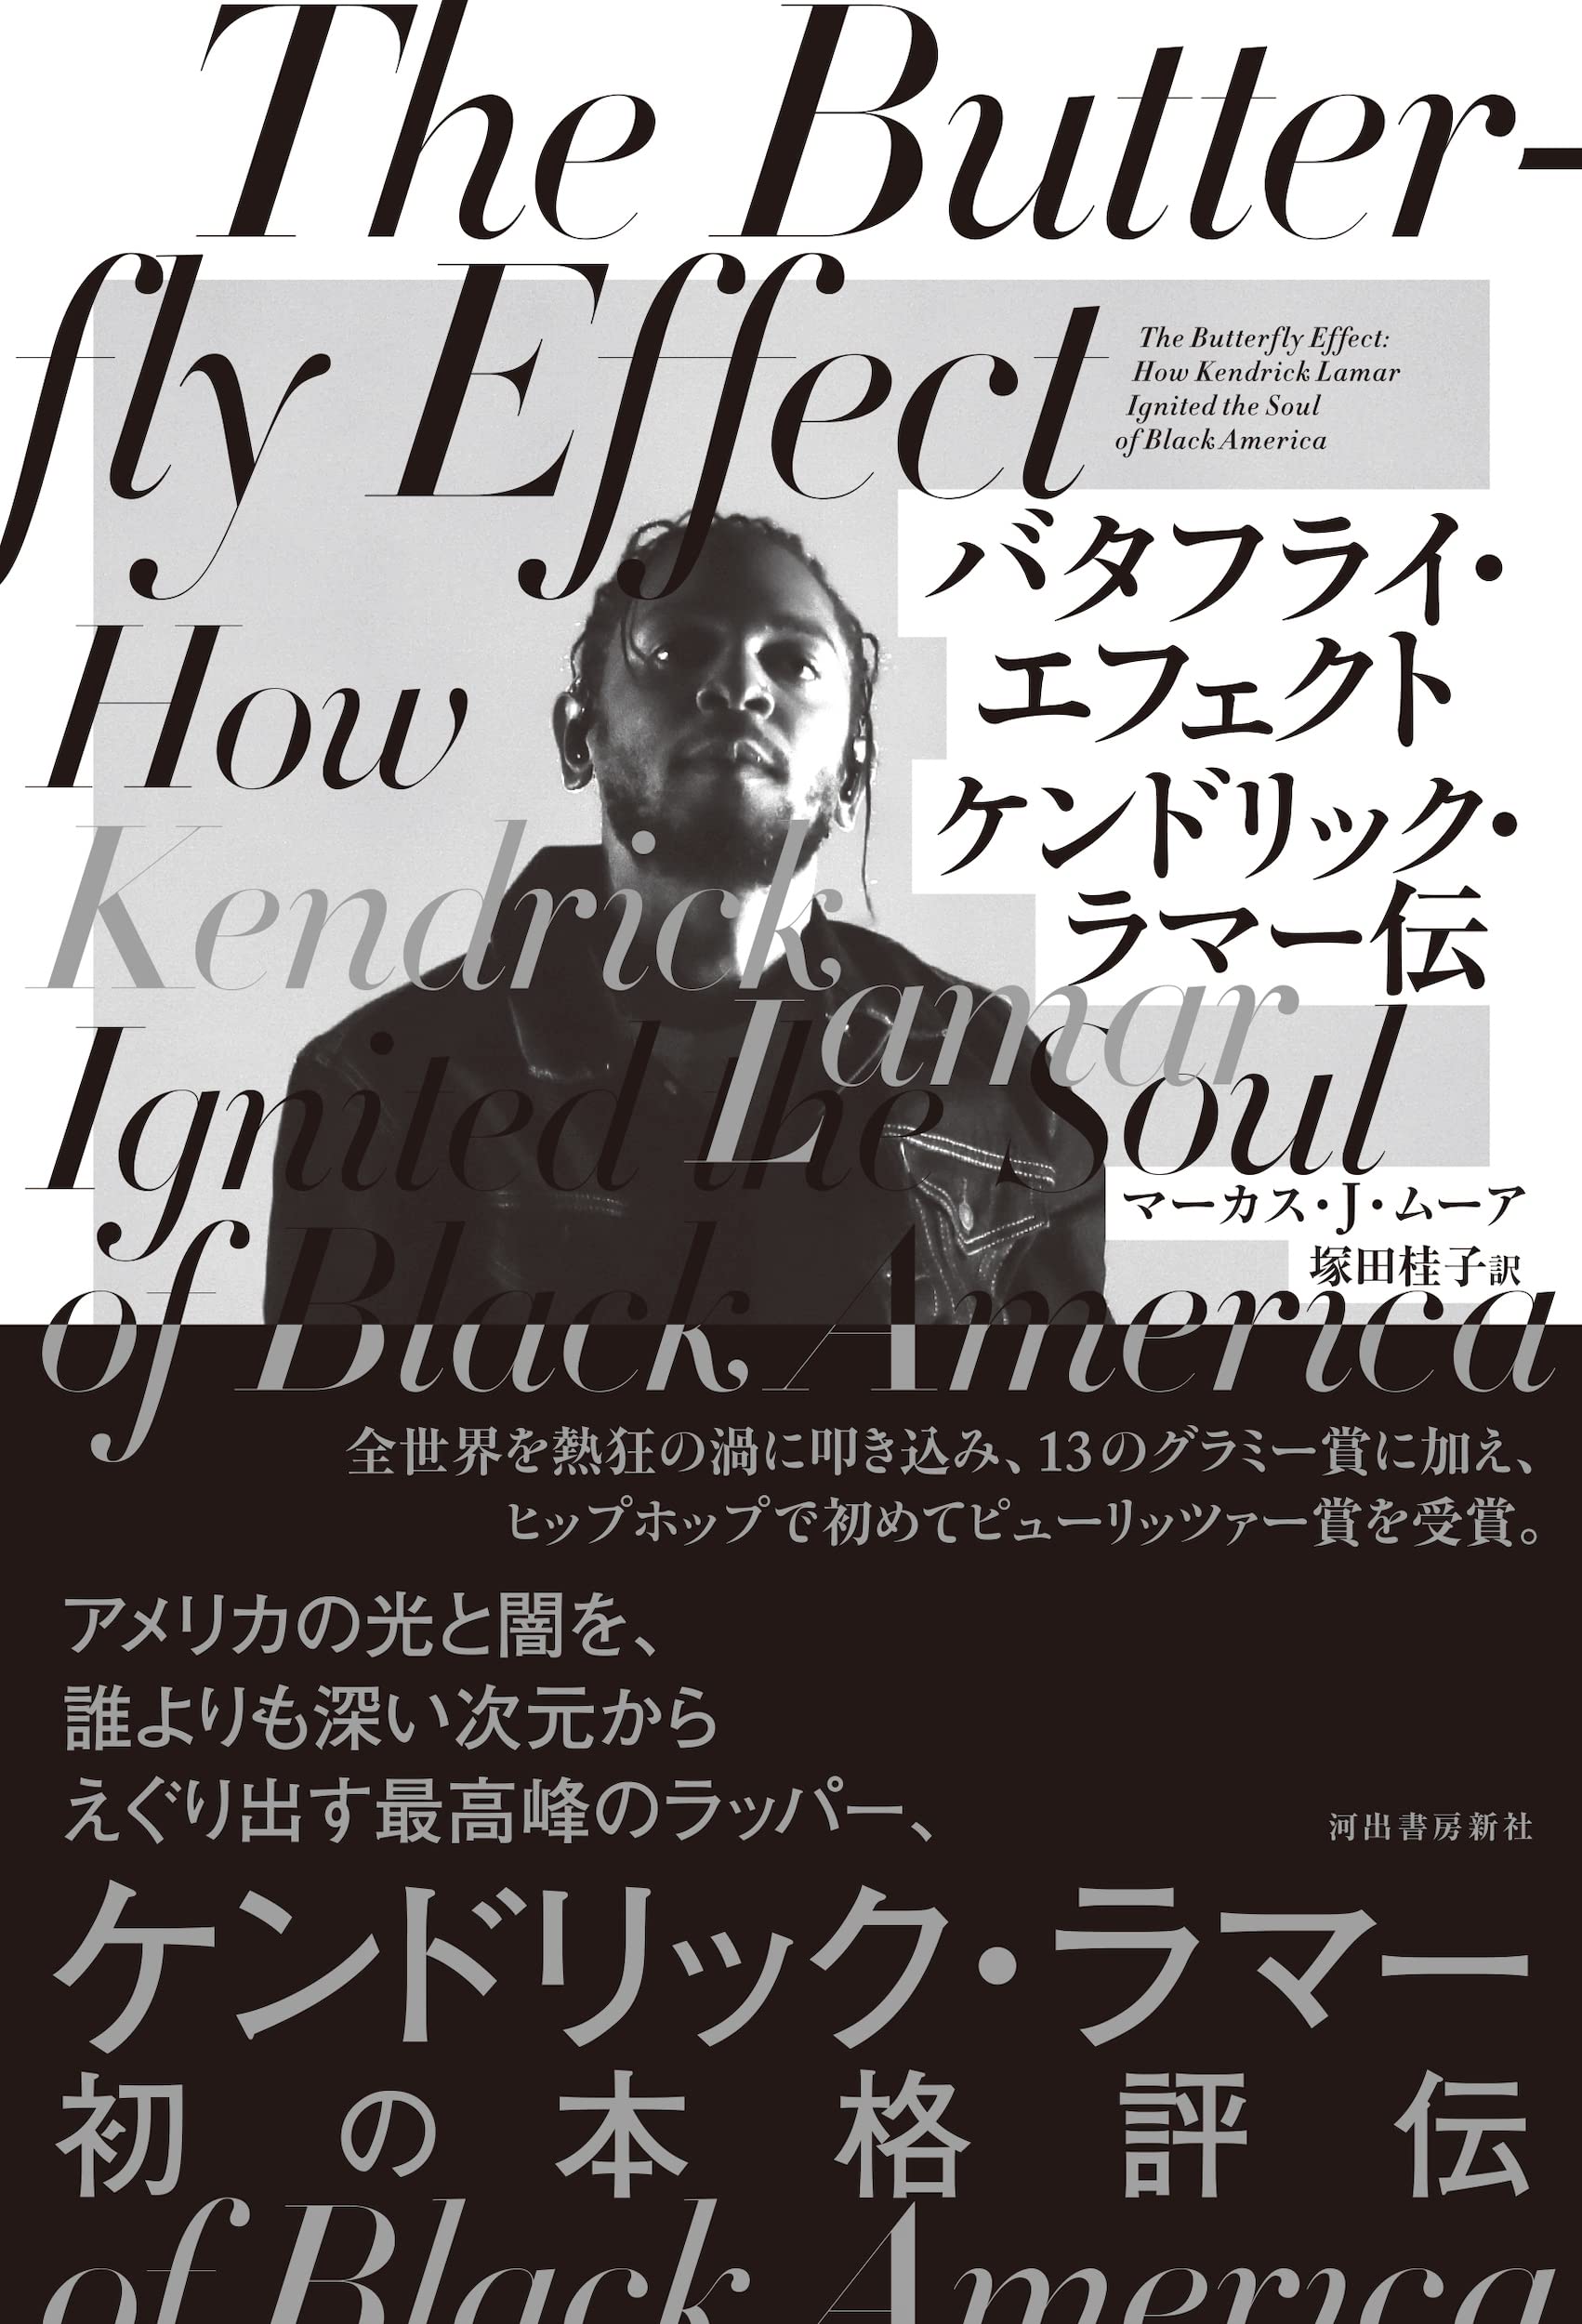 The Butter-
fly Effect
The Butterfly Effect:
How Kendrick Lamar
Ignited the Soul
of Black America
バタフライ・
エフェクト
ケンドリック・
ラマー伝
How
Kendrick
Lamar
Ignited the Soul
マーカス・J・ムーア
塚田桂子訳
of Black America
全世界を熱狂の渦に叩き込み、13のグラミー賞に加え、
ヒップホップで初めてピューリッツァー賞を受賞。
アメリカの光と闇を、
誰よりも深い次元から
えぐり出す最高峰のラッパー、
河出書房新社
ケンドリック・ラマー
初の本格評伝
of Black America